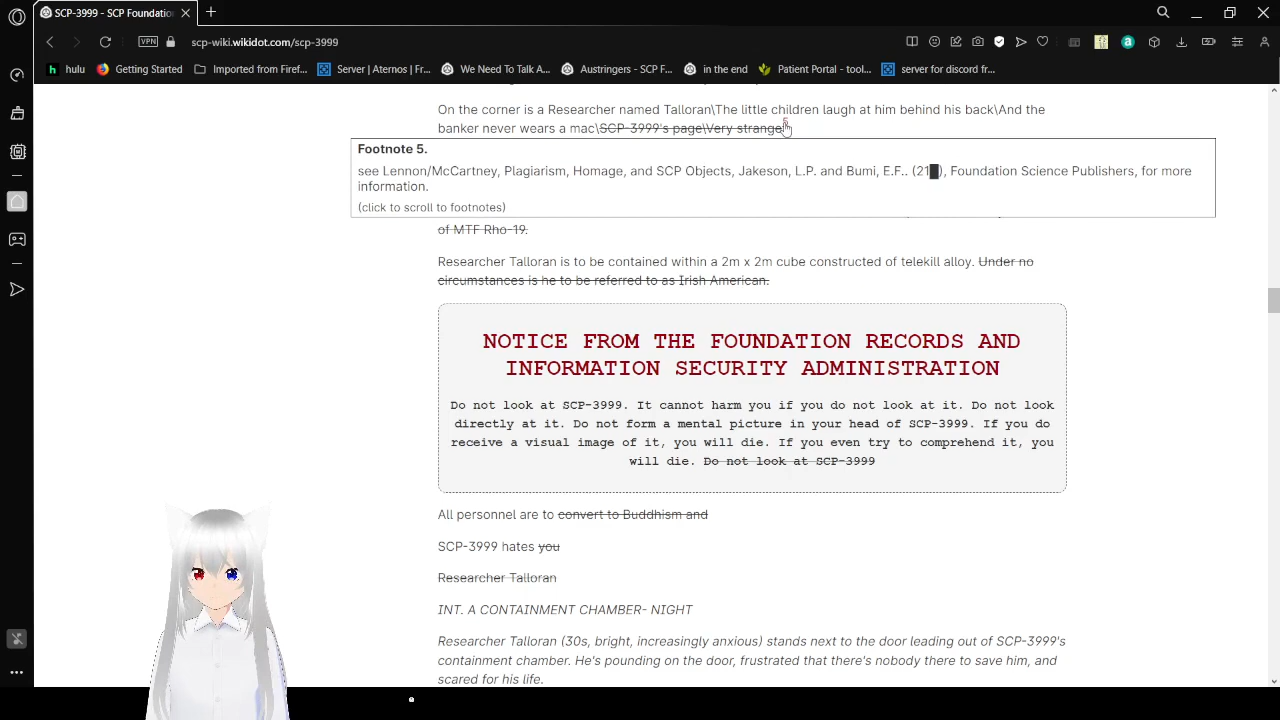 SCP-3999 - SCP Foundatio
scp-wiki.wikidot.com/scp-3999
VPN
hulu
Getting Started
Imported from Firef...
Server | Aternos | Fr...
We Need To Talk A...
Austringers - SCP F...
in the end
Patient Portal - tool...
server for discord fr...
On the corner is a Researcher named Talloran\The little children laugh at him behind his back\And the
banker never wears a mac\SCP-3999's page\Very strange.5
Footnote 5.
see Lennon/McCartney, Plagiarism, Homage, and SCP Objects, Jakeson, L.P. and Bumi, E.F.. (21█), Foundation Science Publishers, for more
information.
(click to scroll to footnotes)
of MTF Rho-19.
Researcher Talloran is to be contained within a 2m x 2m cube constructed of telekill alloy. Under no
circumstances is he to be referred to as Irish American.
NOTICE FROM THE FOUNDATION RECORDS AND
INFORMATION SECURITY ADMINISTRATION
Do not look at SCP-3999. It cannot harm you if you do not look at it. Do not look
directly at it. Do not form a mental picture in your head of SCP-3999. If you do
receive a visual image of it, you will die. If you even try to comprehend it, you
will die. Do not look at SCP-3999
All personnel are to convert to Buddhism and
SCP-3999 hates you
Researcher Talloran
INT. A CONTAINMENT CHAMBER- NIGHT
Researcher Talloran (30s, bright, increasingly anxious) stands next to the door leading out of SCP-3999's
containment chamber. He's pounding on the door, frustrated that there's nobody there to save him, and
scared for his life.